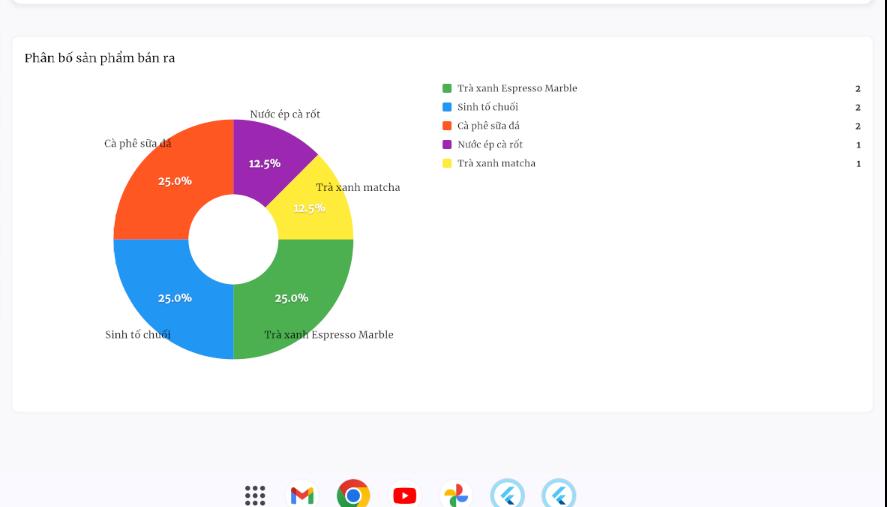 Phân bố sản phẩm bán ra
Trà xanh Espresso Marble 2
Sinh tố chuối 2
Cà phê sữa đá 2
Nước ép cà rốt 1
Trà xanh matcha 1
Nước ép cà rốt
Cà phê sữa đá
12.5%
25.0%
Trà xanh matcha
12.5%
25.0%
25.0%
Sinh tố chuối
Trà xanh Espresso Marble